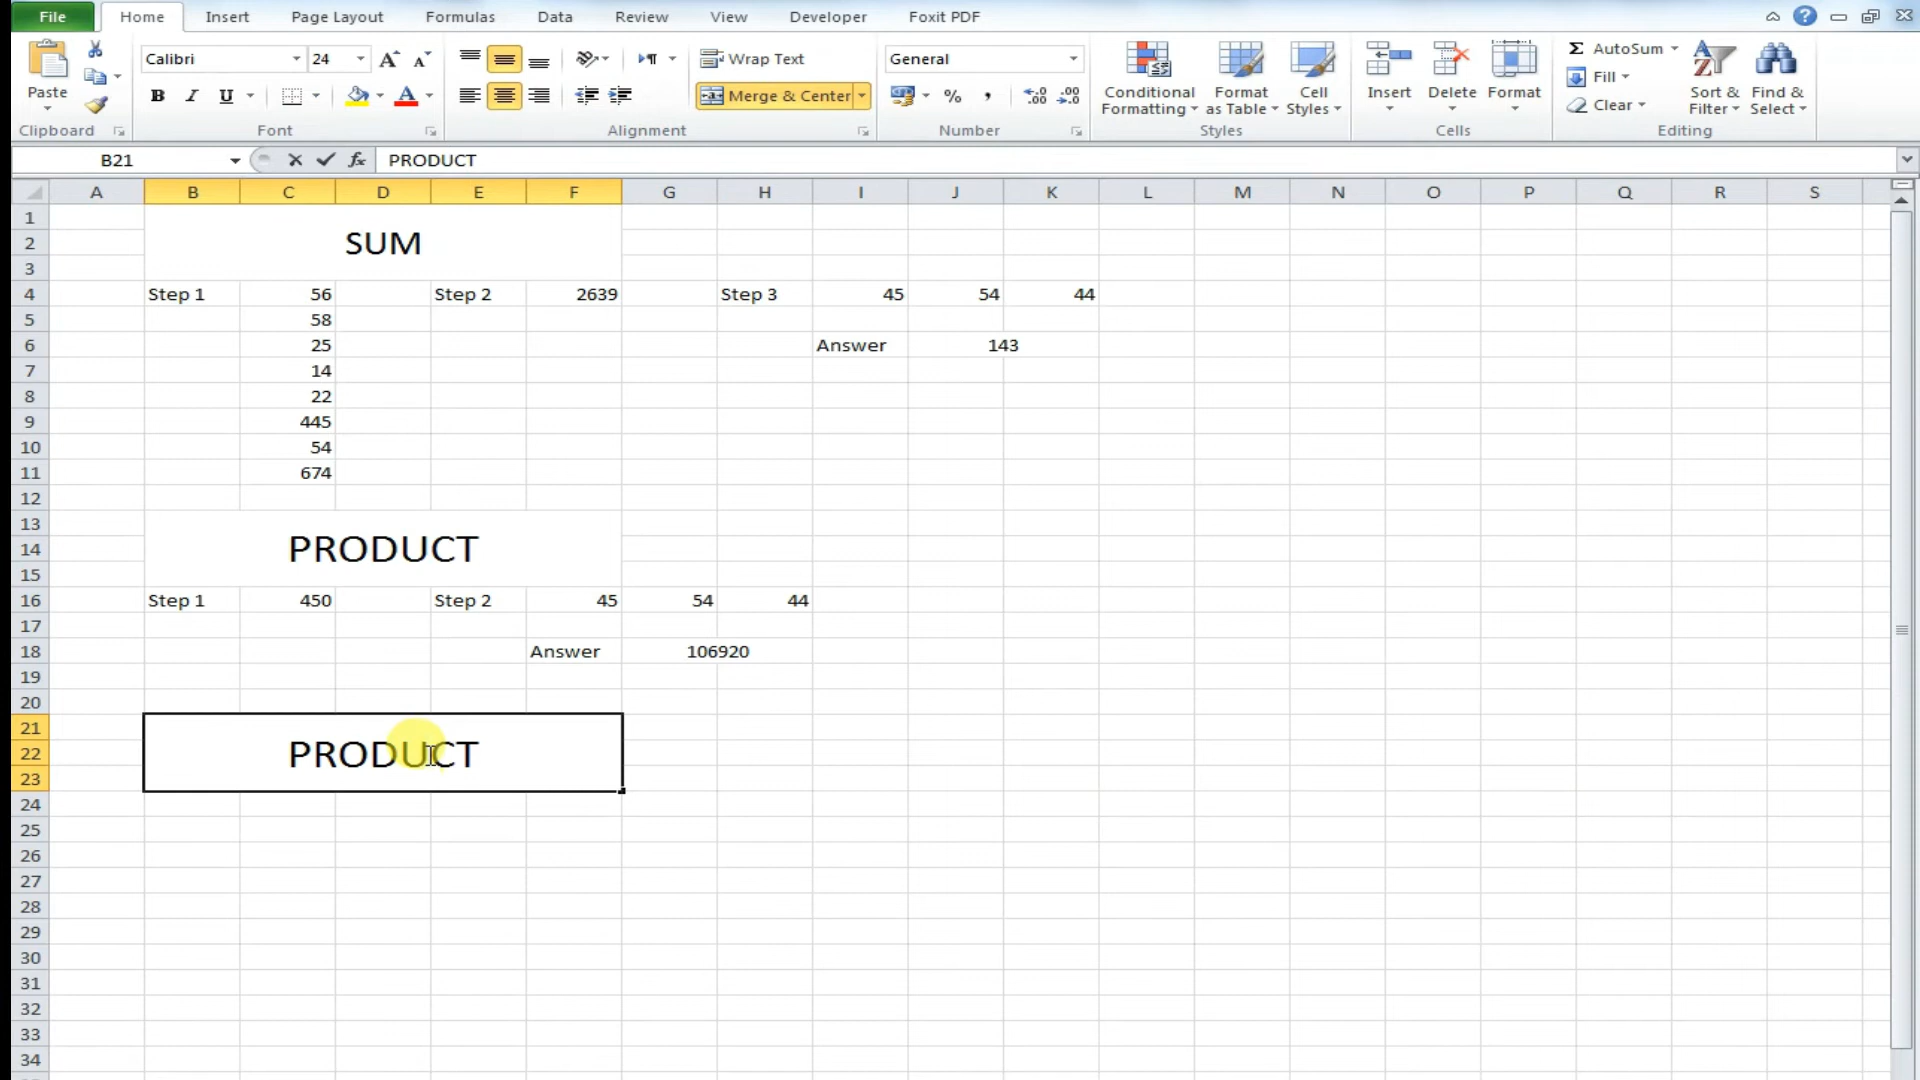 File Home Insert Page Layout Formulas Data Review View Developer Foxit PDF
Calibri 24 Wrap Text General AutoSum
Paste Merge & Center Conditional Formatting Format as Table Cell Styles Insert Delete Format Fill Clear Sort & Filter Find & Select
B I U A % ,
Clipboard Font Alignment Number Styles Cells Editing
B21 fx PRODUCT
A B C D E F G H I J K L M N O P Q R S
1
2 SUM
3
4 Step 1 56 Step 2 2639 Step 3 45 54 44
5 58
6 25 Answer 143
7 14
8 22
9 445
10 54
11 674
12
13
14 PRODUCT
15
16 Step 1 450 Step 2 45 54 44
17
18 Answer 106920
19
20
21
22 PRODUCT
23
24
25
26
27
28
29
30
31
32
33
34